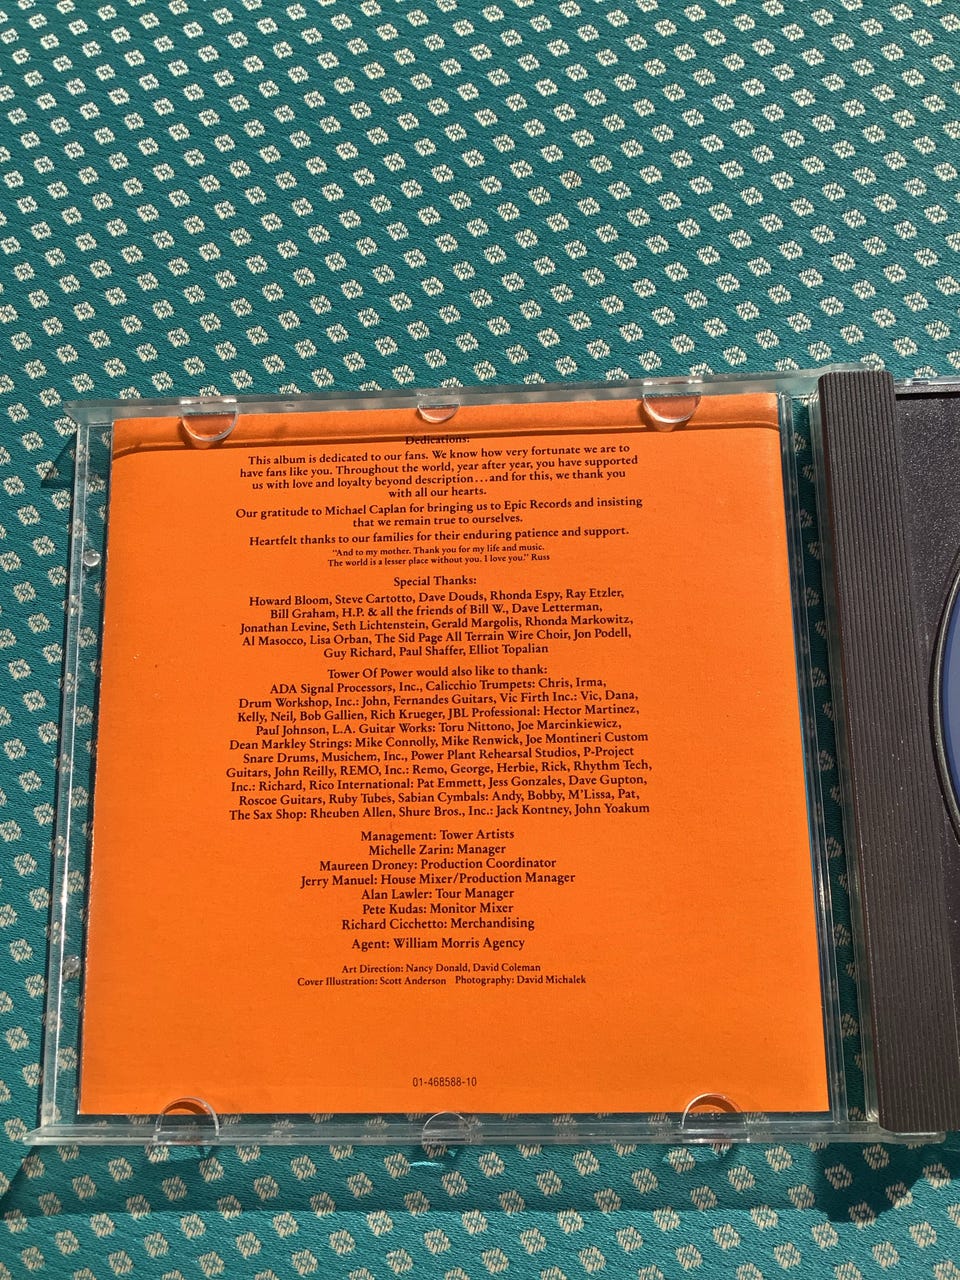 Dedications:
This album is dedicated to our fans. We know how very fortunate we are to
have fans like you. Throughout the world, year after year, you have supported
us with love and loyalty beyond description...and for this, we thank you
with all our hearts.
Our gratitude to Michael Caplan for bringing us to Epic Records and insisting
that we remain true to ourselves.
Heartfelt thanks to our families for their enduring patience and support.
"And to my mother. Thank you for my life and music.
The world is a lesser place without you. I love you." Russ
Special Thanks:
Howard Bloom, Steve Cartotto, Dave Douds, Rhonda Espy, Ray Etzler,
Bill Graham, H.P. & all the friends of Bill W., Dave Letterman,
Jonathan Levine, Seth Lichtenstein, Gerald Margolis, Rhonda Markowitz,
Al Masocco, Lisa Orban, The Sid Page All Terrain Wire Choir, Jon Podell,
Guy Richard, Paul Shaffer, Elliot Topalian
Tower Of Power would also like to thank:
ADA Signal Processors, Inc., Calicchio Trumpets: Chris, Irma,
Drum Workshop, Inc.: John, Fernandes Guitars, Vic Firth Inc.: Vic, Dana,
Kelly, Neil, Bob Gallien, Rich Krueger, JBL Professional: Hector Martinez,
Paul Johnson, L.A. Guitar Works: Toru Nittono, Joe Marcinkiewicz,
Dean Markley Strings: Mike Connolly, Mike Renwick, Joe Montineri Custom
Snare Drums, Musichem, Inc., Power Plant Rehearsal Studios, P-Project
Guitars, John Reilly, REMO, Inc.: Remo, George, Herbie, Rick, Rhythm Tech,
Inc.: Richard, Rico International: Pat Emmett, Jess Gonzales, Dave Gupton,
Roscoe Guitars, Ruby Tubes, Sabian Cymbals: Andy, Bobby, M'Lissa, Pat,
The Sax Shop: Rheuben Allen, Shure Bros., Inc.: Jack Kontney, John Yoakum
Management: Tower Artists
Michelle Zarin: Manager
Maureen Droney: Production Coordinator
Jerry Manuel: House Mixer/Production Manager
Alan Lawler: Tour Manager
Pete Kudas: Monitor Mixer
Richard Cicchetto: Merchandising
Agent: William Morris Agency
Art Direction: Nancy Donald, David Coleman
Cover Illustration: Scott Anderson Photography: David Michalek
01-468588-10